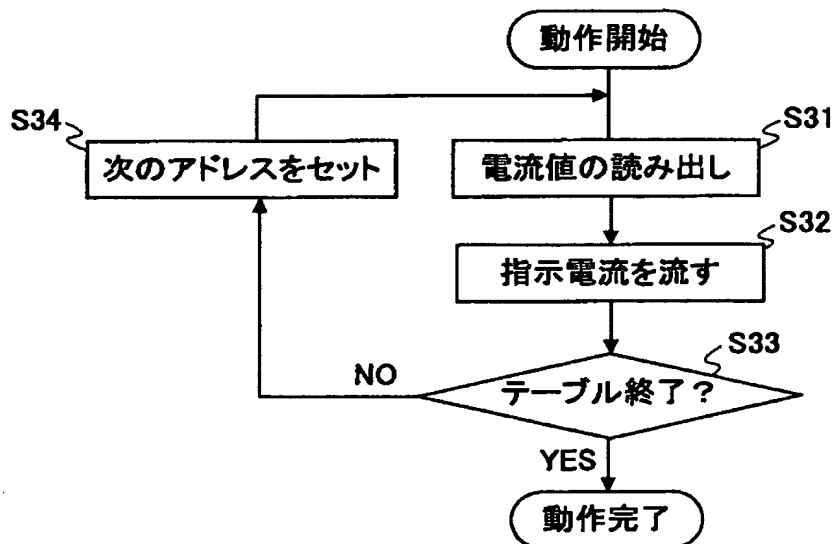 動作開始
S34
S31
次のアドレスをセット
電流値の読み出し
S32
指示電流を流す
S33
NO
テーブル終了?
YES
動作完了